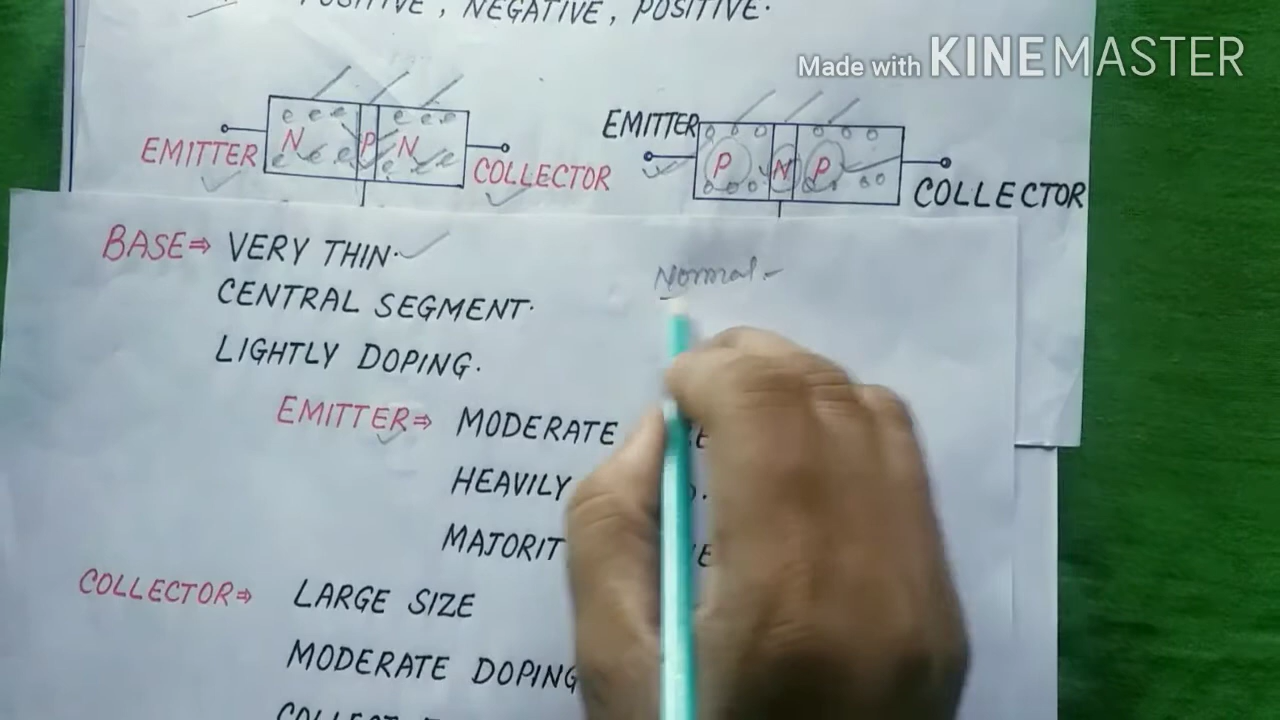 POSITIVE, NEGATIVE, POSITIVE.
Made with KINEMASTER
e e e e e e
EMITTER N P N COLLECTOR
EMITTER P N P COLLECTOR
BASE⇒ VERY THIN.
Normal.
CENTRAL SEGMENT.
LIGHTLY DOPING.
EMITTER⇒ MODERATE
HEAVILY
MAJORIT
COLLECTOR⇒ LARGE SIZE
MODERATE DOPING